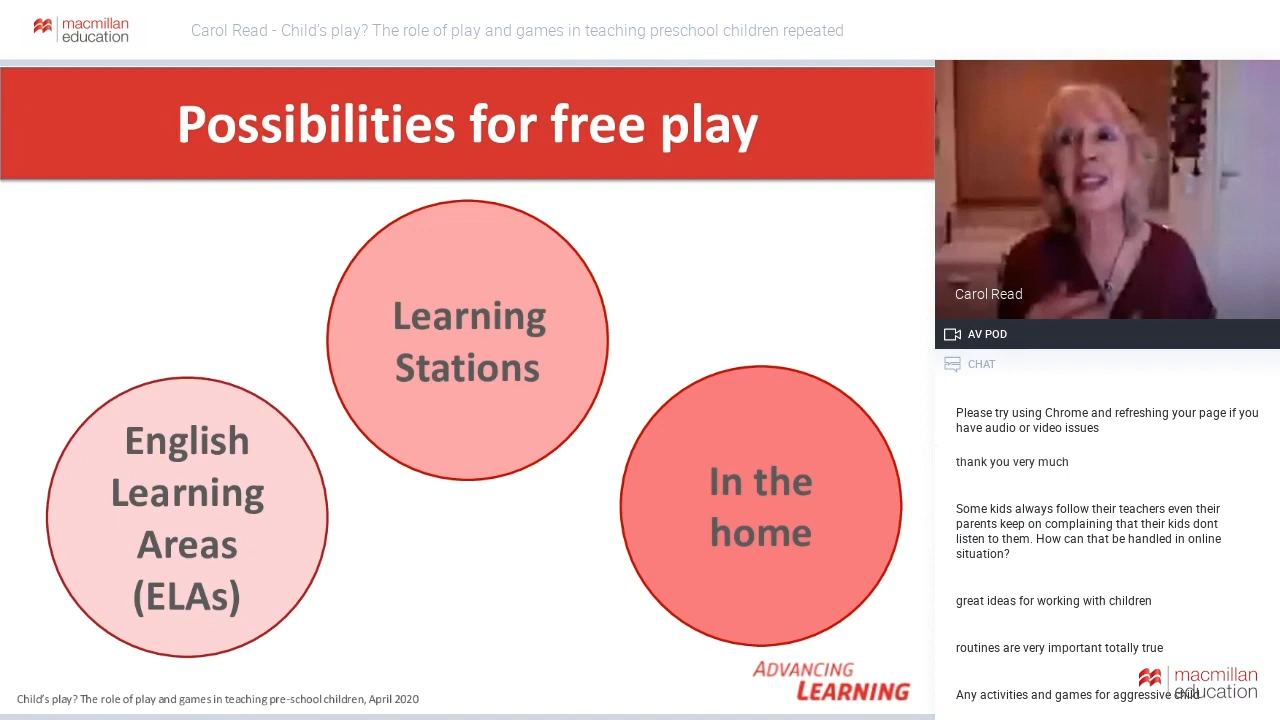 macmillan
education
Carol Read - Child's play? The role of play and games in teaching preschool children repeated
Possibilities for free play
Learning
Stations
English
Learning
Areas
(ELAs)
In the
home
ADVANCING
LEARNING
Child's play? The role of play and games in teaching pre-school children, April 2020
Carol Read
AV POD
CHAT
Please try using Chrome and refreshing your page if you
have audio or video issues
thank you very much
Some kids always follow their teachers even their
parents keep on complaining that their kids dont
listen to them. How can that be handled in online
situation?
great ideas for working with children
routines are very important totally true
Any activities and games for aggressive child
macmillan
education